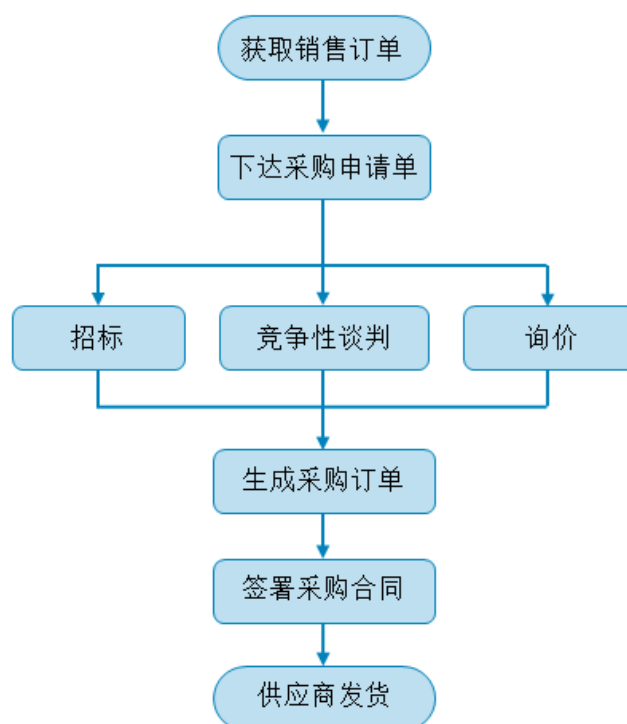 获取销售订单
下达采购申请单
招标
竞争性谈判
询价
生成采购订单
签署采购合同
供应商发货